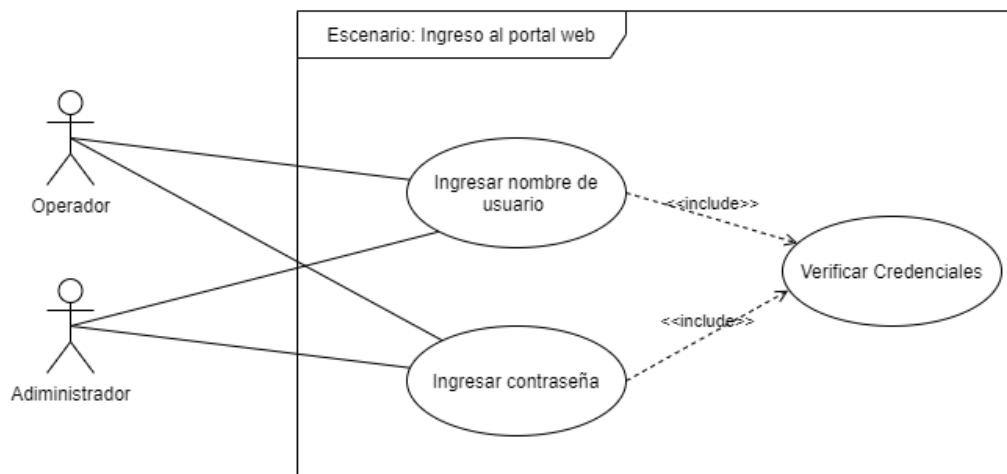 Escenario: Ingreso al portal web
Operador
Ingresar nombre de
usuario
<<include>>
Verificar Credenciales
<<include>>
Adiministrador
Ingresar contraseña